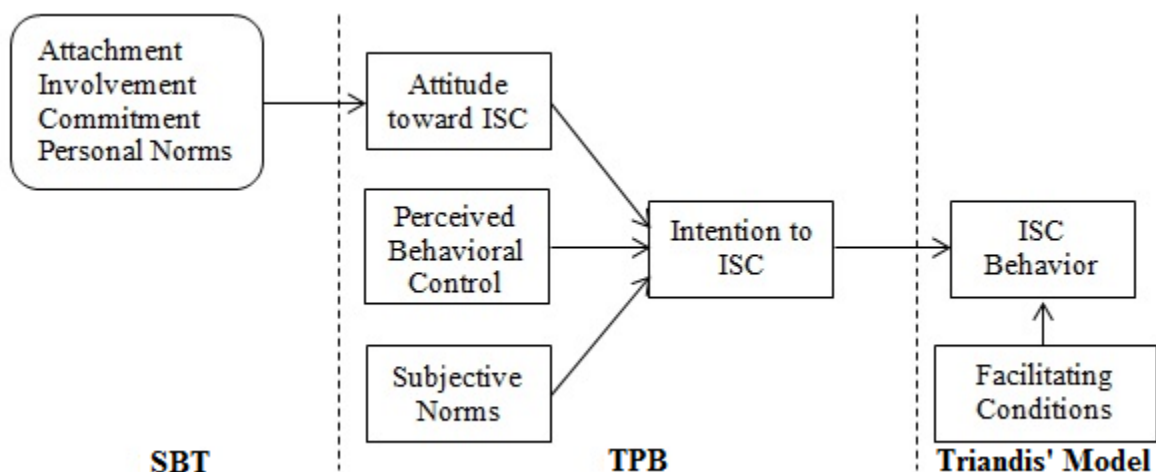 Attachment
Involvement
Commitment
Personal Norms
Attitude
toward ISC
Perceived
Behavioral
Control
Subjective
Norms
Intention to
ISC
ISC
Behavior
Facilitating
Conditions
SBT
TPB
Triandis' Model